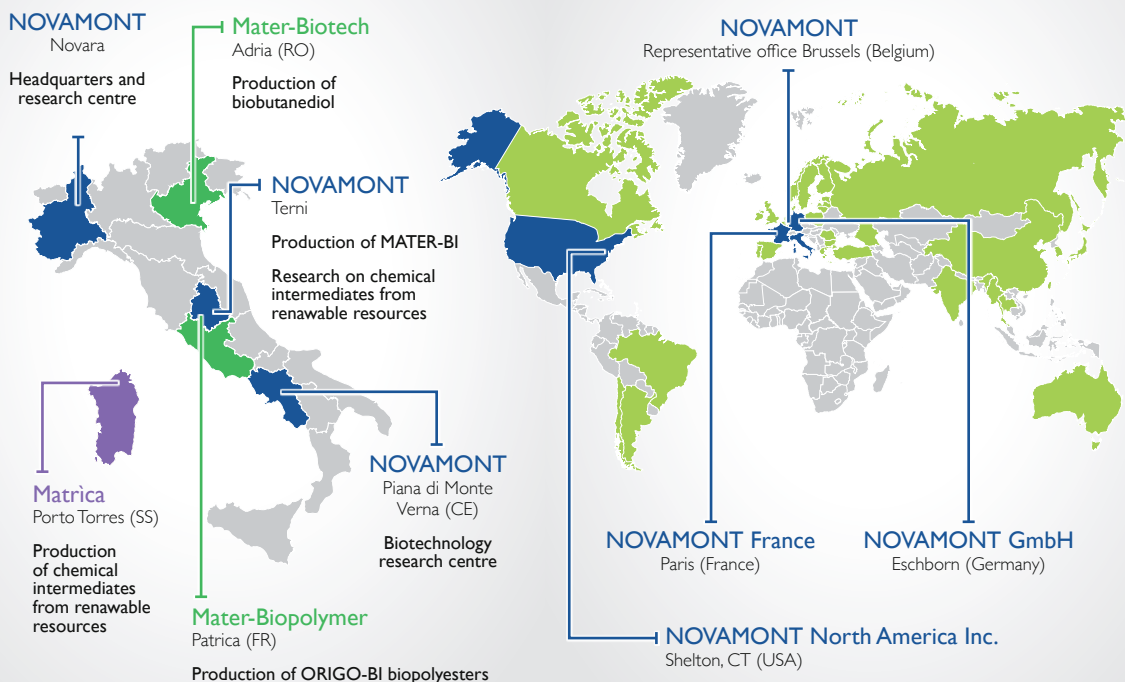 NOVAMONT
Novara
Headquarters and
research centre
Mater-Biotech
Adria (RO)
Production of
biobutanediol
NOVAMONT
Terni
Production of MATER-BI
Research on chemical
intermediates from
renawable resources
Matrìca
Porto Torres (SS)
Production
of chemical
intermediates
from renawable
resources
NOVAMONT
Piana di Monte
Verna (CE)
Biotechnology
research centre
Mater-Biopolymer
Patrica (FR)
Production of ORIGO-BI biopolyesters
NOVAMONT
Representative office Brussels (Belgium)
NOVAMONT France
Paris (France)
NOVAMONT GmbH
Eschborn (Germany)
NOVAMONT North America Inc.
Shelton, CT (USA)